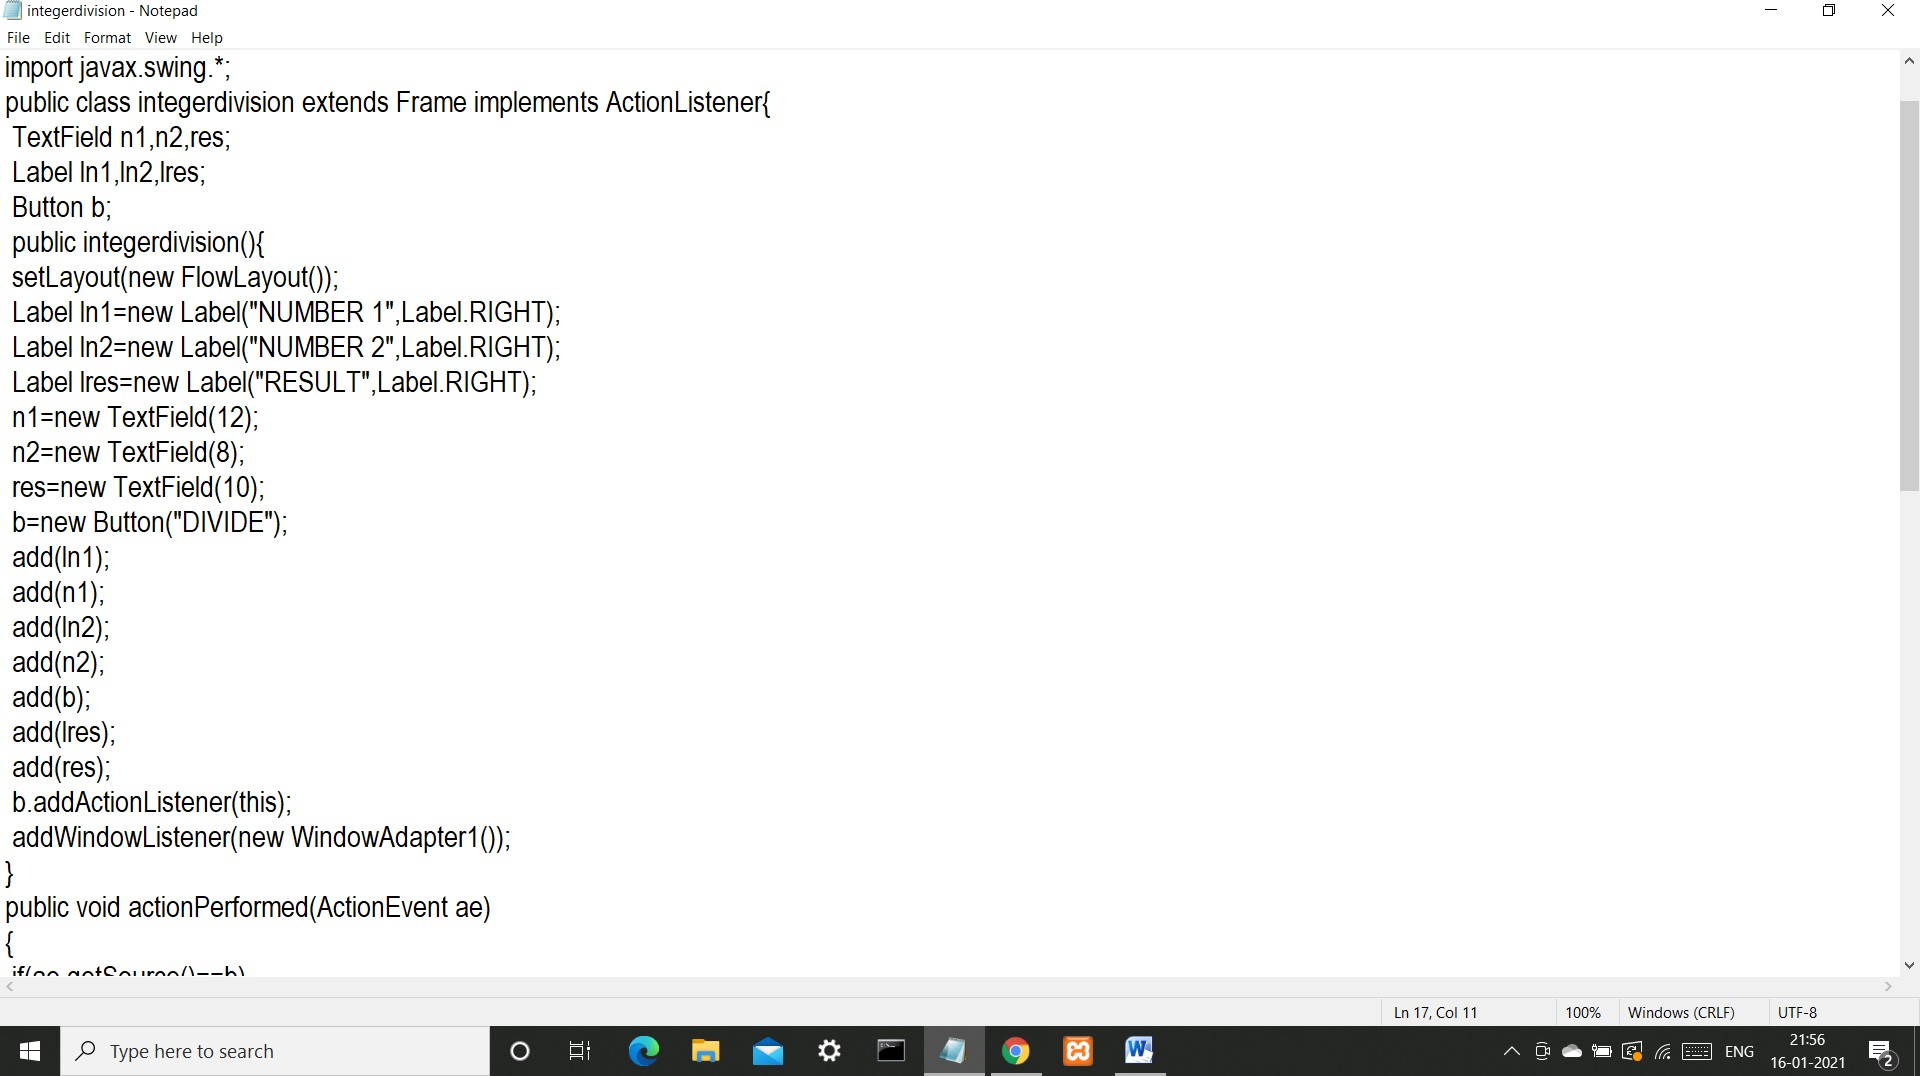 integerdivision - Notepad
File Edit Format View Help
import javax.swing.*;
public class integerdivision extends Frame implements ActionListener{
TextField n1,n2,res;
Label ln1,ln2,lres;
Button b;
public integerdivision(){
setLayout(new FlowLayout());
Label ln1=new Label("NUMBER 1",Label.RIGHT);
Label ln2=new Label("NUMBER 2",Label.RIGHT);
Label lres=new Label("RESULT",Label.RIGHT);
n1=new TextField(12);
n2=new TextField(8);
res=new TextField(10);
b=new Button("DIVIDE");
add(ln1);
add(n1);
add(ln2);
add(n2);
add(b);
add(lres);
add(res);
b.addActionListener(this);
addWindowListener(new WindowAdapter1());
}
public void actionPerformed(ActionEvent ae)
{
if(ae.getSource()==b)
Ln 17, Col 11 100% Windows (CRLF) UTF-8
Type here to search
ENG
21:56
16-01-2021
2